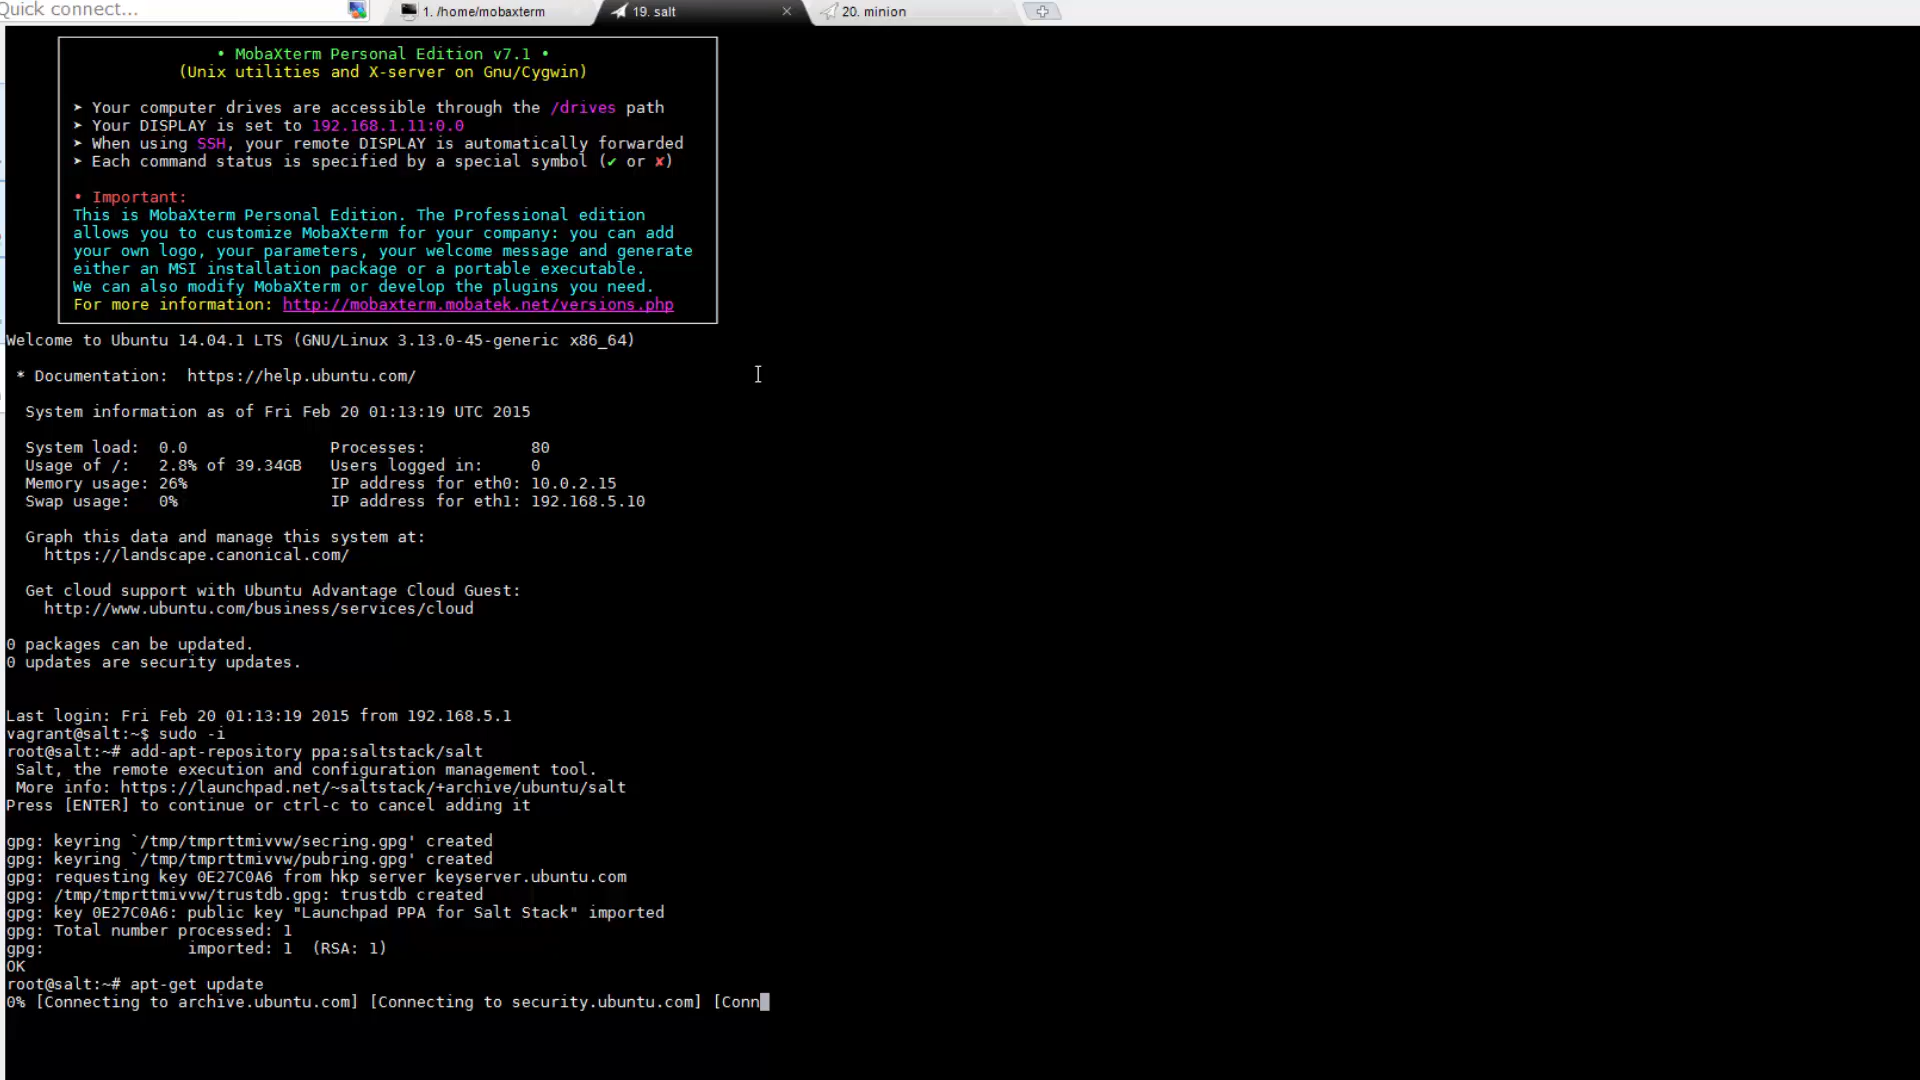 Quick connect...
1. /home/mobaxterm
19. salt
20. minion
• MobaXterm Personal Edition v7.1 •
(Unix utilities and X-server on Gnu/Cygwin)
➤ Your computer drives are accessible through the /drives path
➤ Your DISPLAY is set to 192.168.1.11:0.0
➤ When using SSH, your remote DISPLAY is automatically forwarded
➤ Each command status is specified by a special symbol (✔ or ✘)
• Important:
This is MobaXterm Personal Edition. The Professional edition
allows you to customize MobaXterm for your company: you can add
your own logo, your parameters, your welcome message and generate
either an MSI installation package or a portable executable.
We can also modify MobaXterm or develop the plugins you need.
For more information: http://mobaxterm.mobatek.net/versions.php
Welcome to Ubuntu 14.04.1 LTS (GNU/Linux 3.13.0-45-generic x86_64)
* Documentation:  https://help.ubuntu.com/
System information as of Fri Feb 20 01:13:19 UTC 2015
System load:  0.0               Processes:           80
Usage of /:   2.8% of 39.34GB   Users logged in:     0
Memory usage: 26%               IP address for eth0: 10.0.2.15
Swap usage:   0%                IP address for eth1: 192.168.5.10
Graph this data and manage this system at:
https://landscape.canonical.com/
Get cloud support with Ubuntu Advantage Cloud Guest:
http://www.ubuntu.com/business/services/cloud
0 packages can be updated.
0 updates are security updates.
Last login: Fri Feb 20 01:13:19 2015 from 192.168.5.1
vagrant@salt:~$ sudo -i
root@salt:~# add-apt-repository ppa:saltstack/salt
Salt, the remote execution and configuration management tool.
More info: https://launchpad.net/~saltstack/+archive/ubuntu/salt
Press [ENTER] to continue or ctrl-c to cancel adding it
gpg: keyring `/tmp/tmprttmivvw/secring.gpg' created
gpg: keyring `/tmp/tmprttmivvw/pubring.gpg' created
gpg: requesting key 0E27C0A6 from hkp server keyserver.ubuntu.com
gpg: /tmp/tmprttmivvw/trustdb.gpg: trustdb created
gpg: key 0E27C0A6: public key "Launchpad PPA for Salt Stack" imported
gpg: Total number processed: 1
gpg:               imported: 1  (RSA: 1)
OK
root@salt:~# apt-get update
0% [Connecting to archive.ubuntu.com] [Connecting to security.ubuntu.com] [Conn